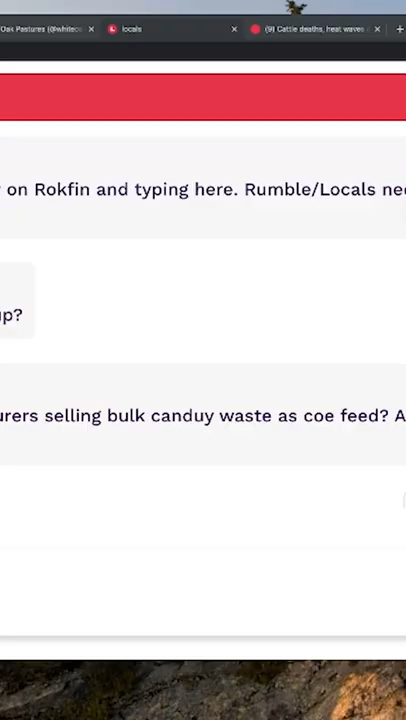 Oak Pastures (@whiteo
locals
(9) Cattle deaths, heat waves
on Rokfin and typing here. Rumble/Locals nee
up?
urers selling bulk canduy waste as coe feed? A